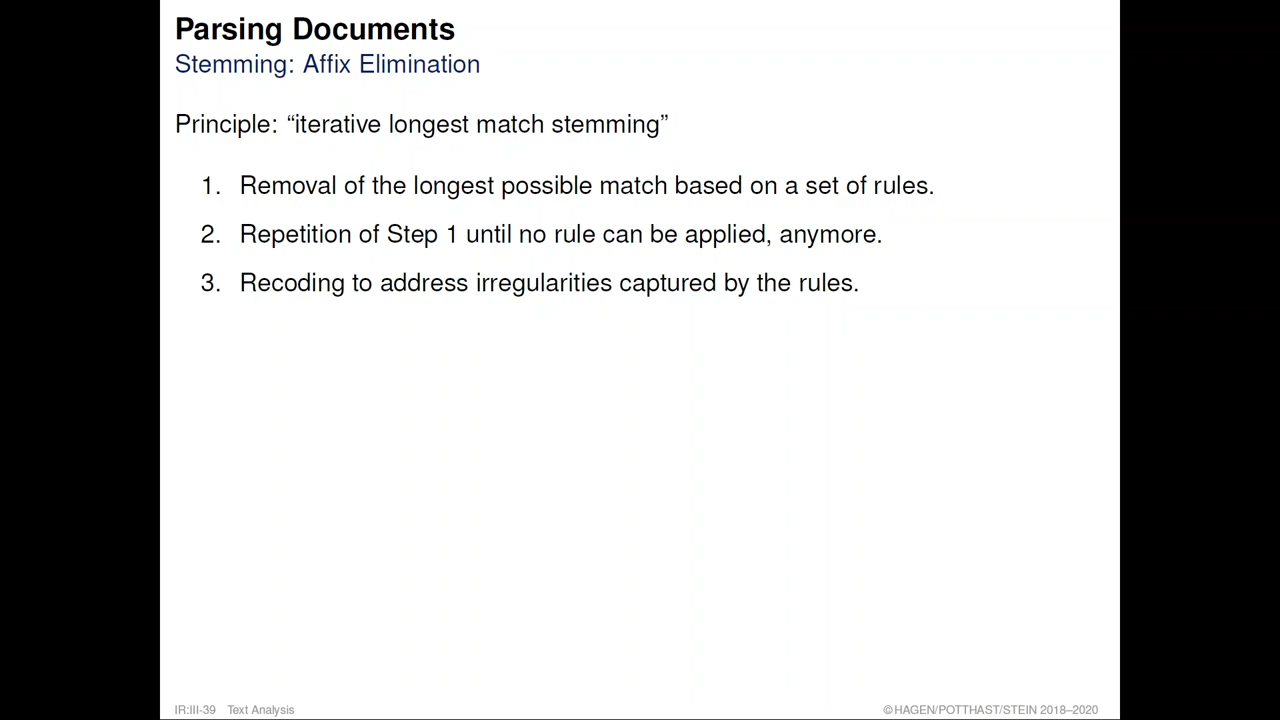 Parsing Documents
Stemming: Affix Elimination
Principle: “iterative longest match stemming”
1. Removal of the longest possible match based on a set of rules.
2. Repetition of Step 1 until no rule can be applied, anymore.
3. Recoding to address irregularities captured by the rules.
IR:III-39 Text Analysis
©HAGEN/POTTHAST/STEIN 2018–2020